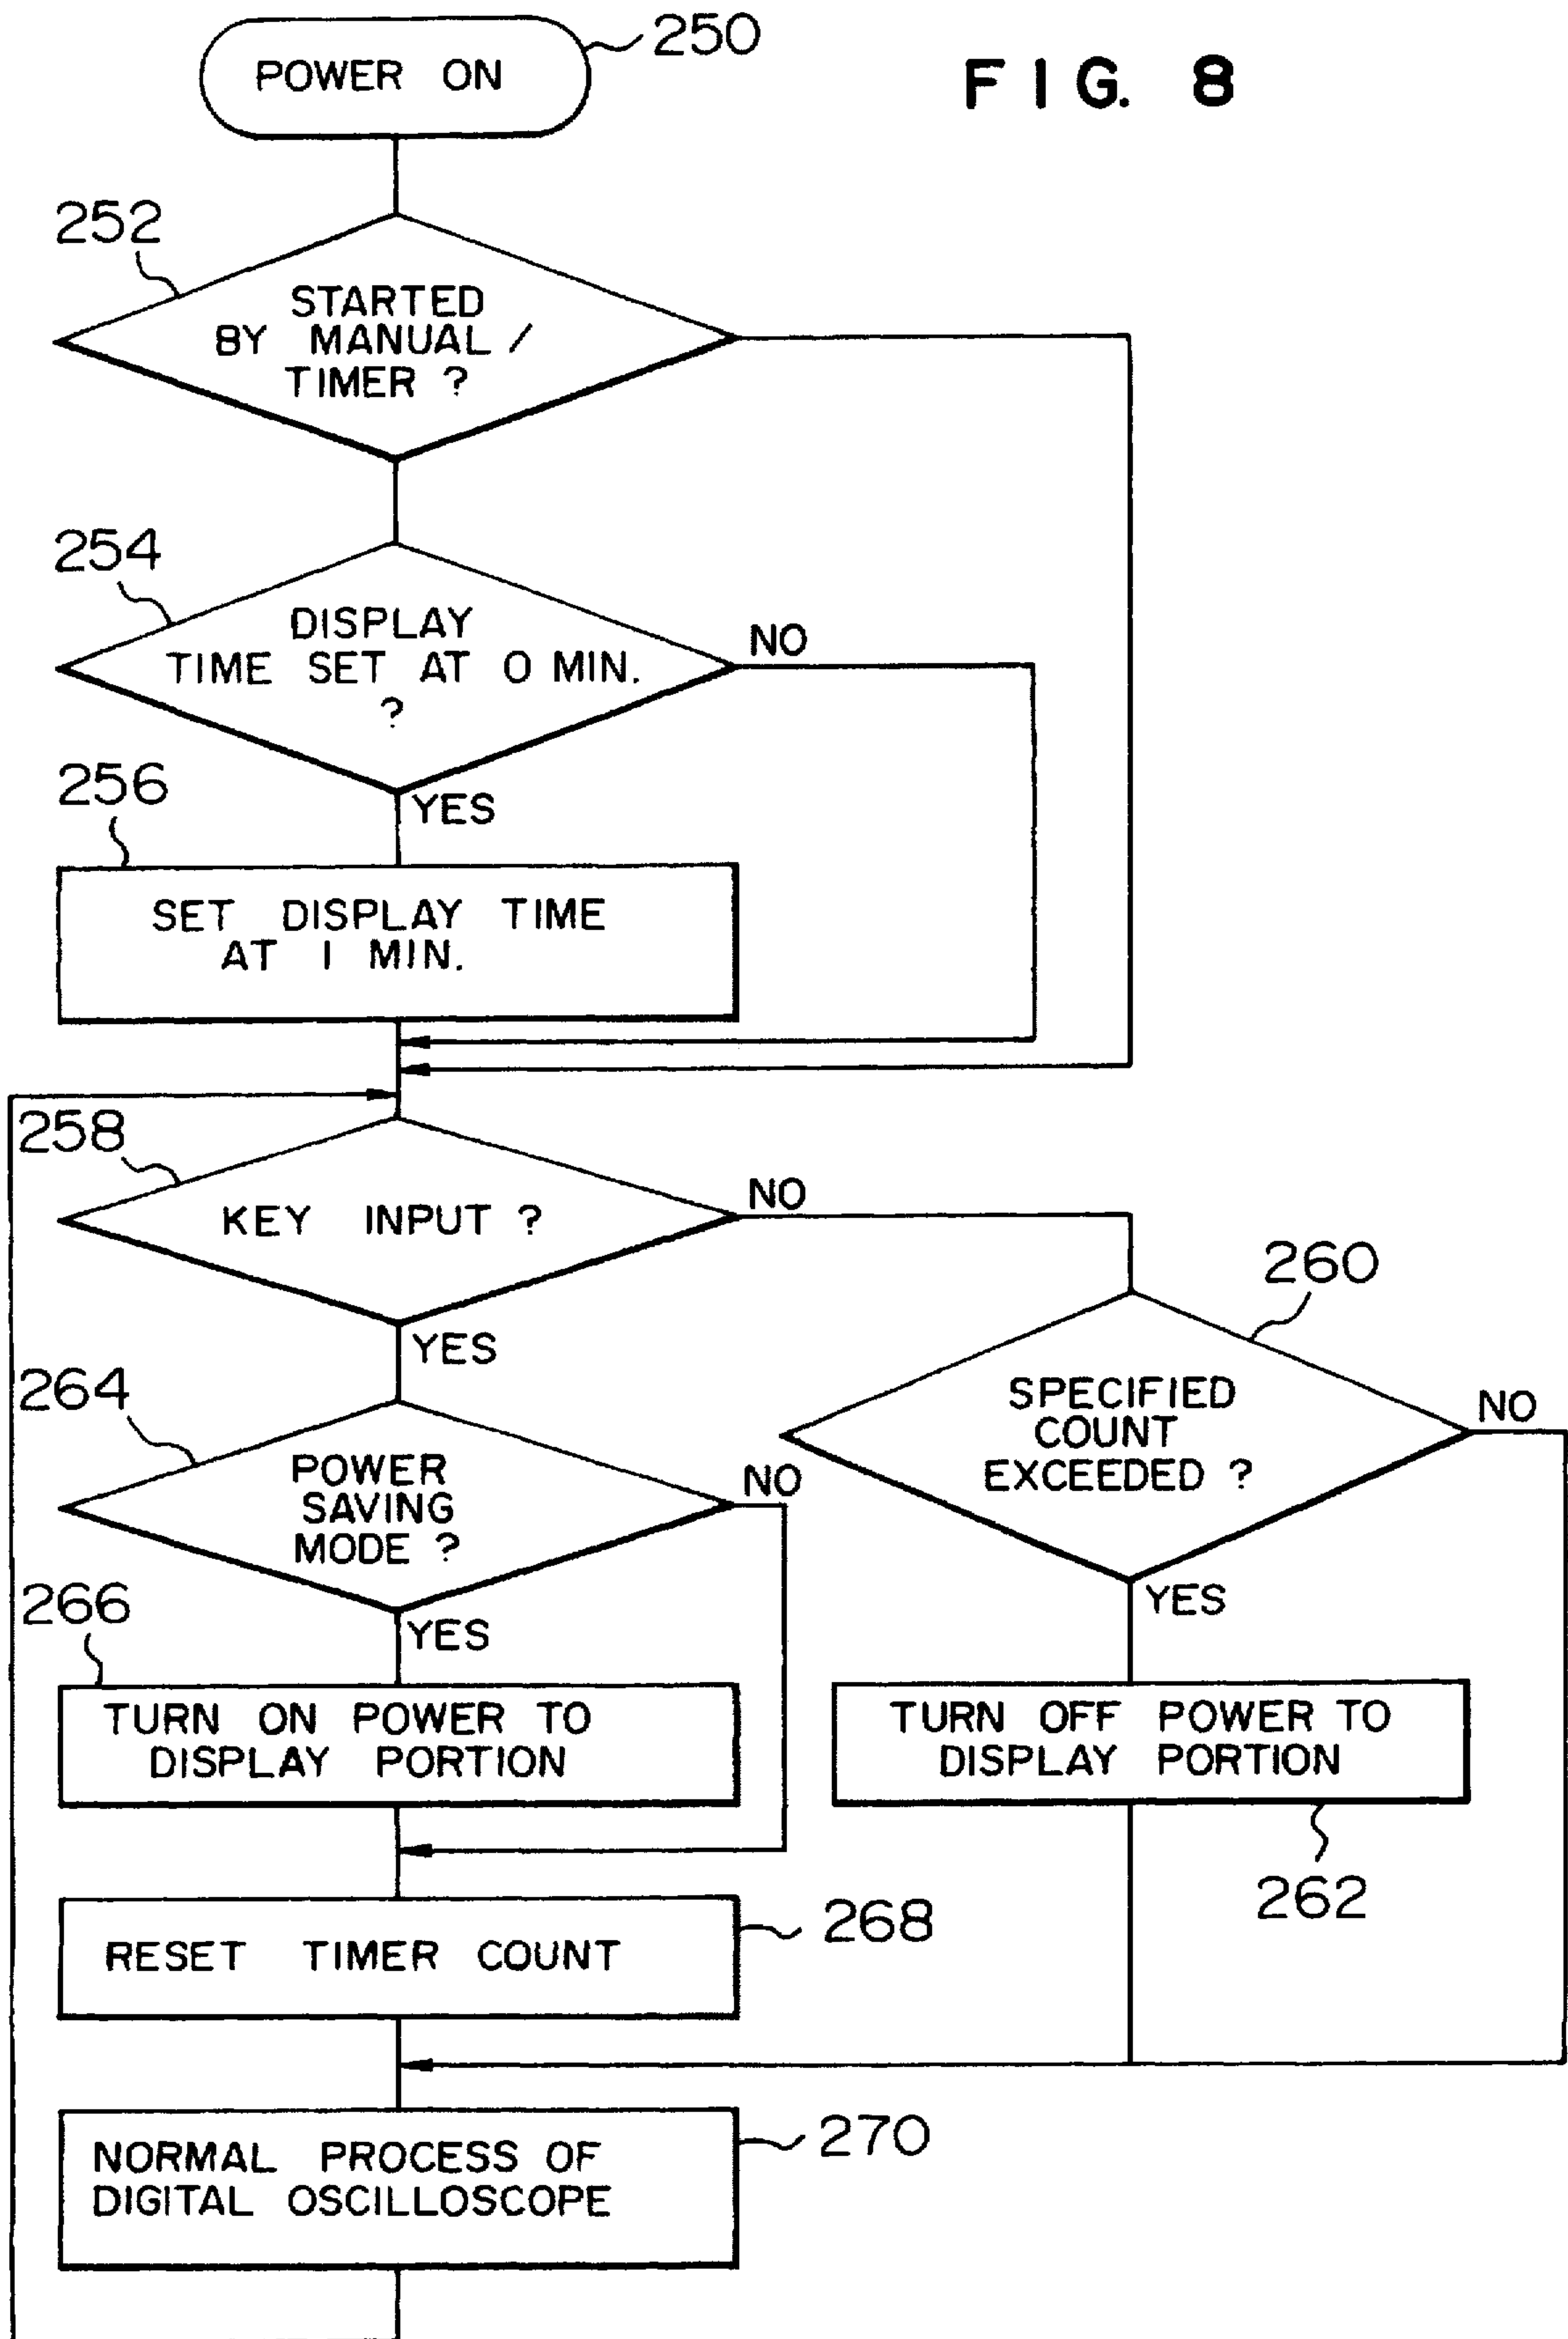 250
POWER ON
FIG. 8
252
STARTED
BY MANUAL /
TIMER ?
254
DISPLAY
TIME SET AT 0 MIN.
?
NO
YES
256
SET DISPLAY TIME
AT 1 MIN.
258
KEY INPUT ?
NO
YES
260
SPECIFIED
COUNT
EXCEEDED ?
NO
YES
264
POWER
SAVING
MODE ?
NO
YES
266
TURN ON POWER TO
DISPLAY PORTION
TURN OFF POWER TO
DISPLAY PORTION
262
RESET TIMER COUNT
268
NORMAL PROCESS OF
DIGITAL OSCILLOSCOPE
270